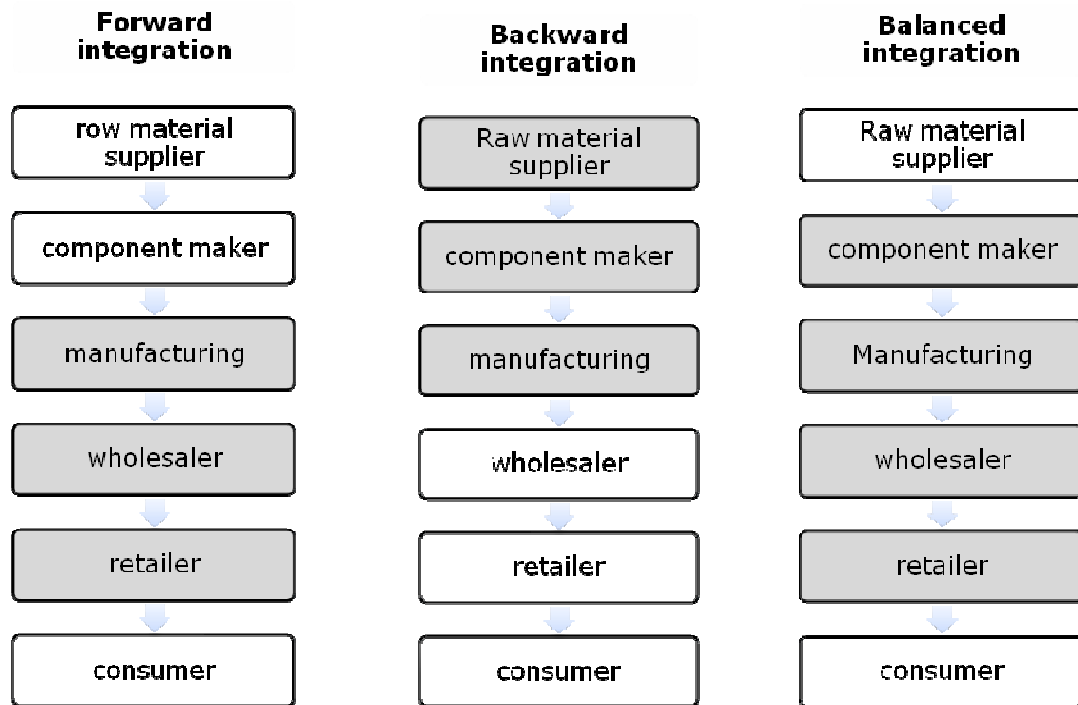 Forward
integration
row material
supplier
component maker
manufacturing
wholesaler
retailer
consumer
Backward
integration
Raw material
supplier
component maker
manufacturing
wholesaler
retailer
consumer
Balanced
integration
Raw material
supplier
component maker
Manufacturing
wholesaler
retailer
consumer